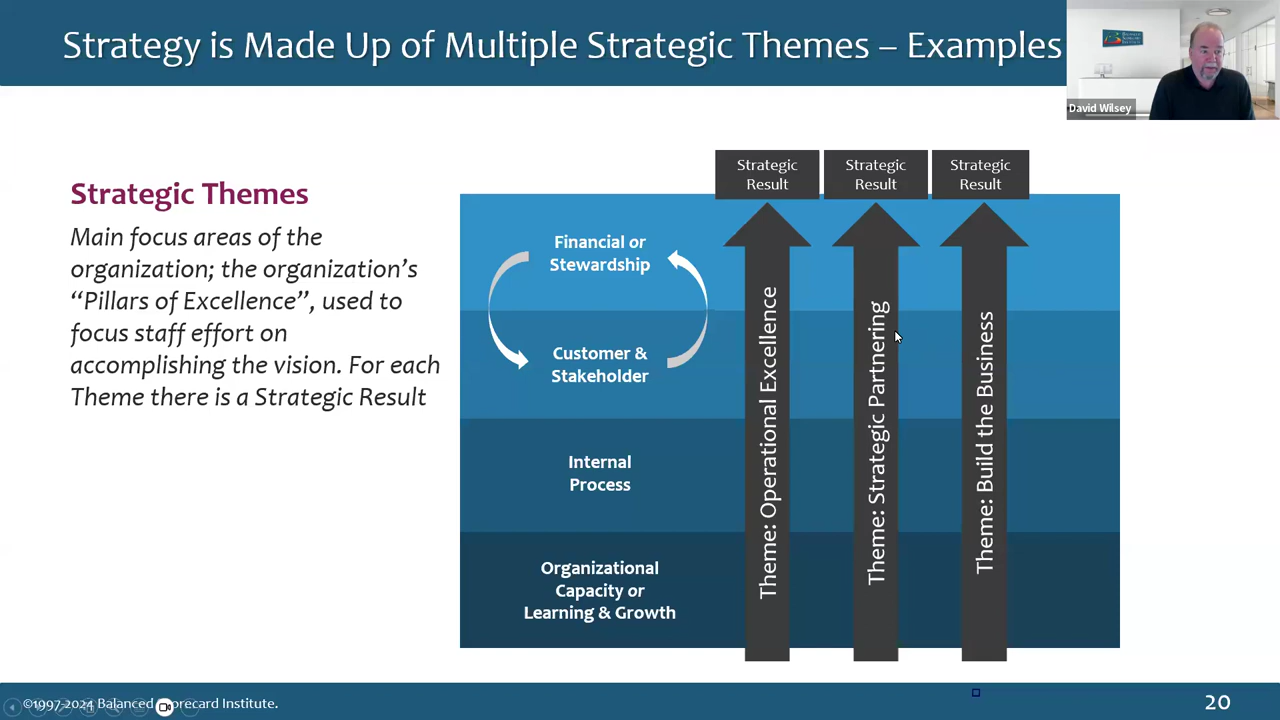 Strategy is Made Up of Multiple Strategic Themes – Examples
David Wilsey
Strategic Themes
Main focus areas of the
organization; the organization's
“Pillars of Excellence”, used to
focus staff effort on
accomplishing the vision. For each
Theme there is a Strategic Result
Strategic
Result
Strategic
Result
Strategic
Result
Financial or
Stewardship
Customer &
Stakeholder
Internal
Process
Organizational
Capacity or
Learning & Growth
Theme: Operational Excellence
Theme: Strategic Partnering
Theme: Build the Business
©1997-2024 Balanced Scorecard Institute.
20